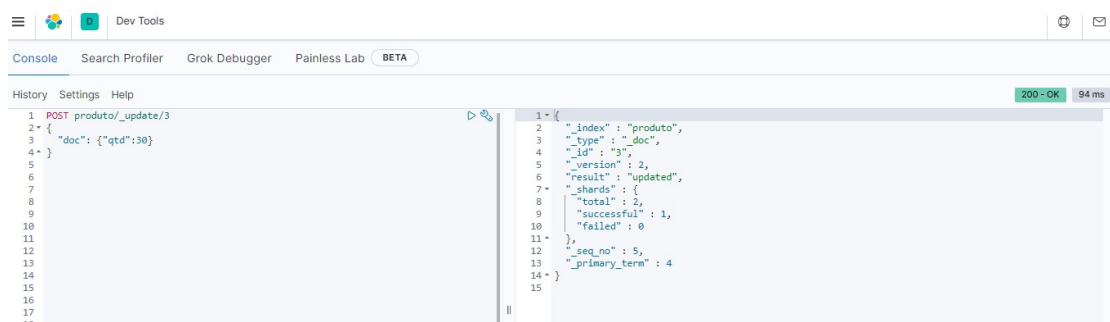 D Dev Tools
Console Search Profiler Grok Debugger Painless Lab BETA
History Settings Help 200 - OK 94 ms
1 POST produto/_update/3
2 {
3 "doc": {"qtd":30}
4 }
5
6
7
8
9
10
11
12
13
14
15
16
17
1 {
2 "_index" : "produto",
3 "_type" : "_doc",
4 "_id" : "3",
5 "_version" : 2,
6 "result" : "updated",
7 "_shards" : {
8 "total" : 2,
9 "successful" : 1,
10 "failed" : 0
11 },
12 "_seq_no" : 5,
13 "_primary_term" : 4
14 }
15